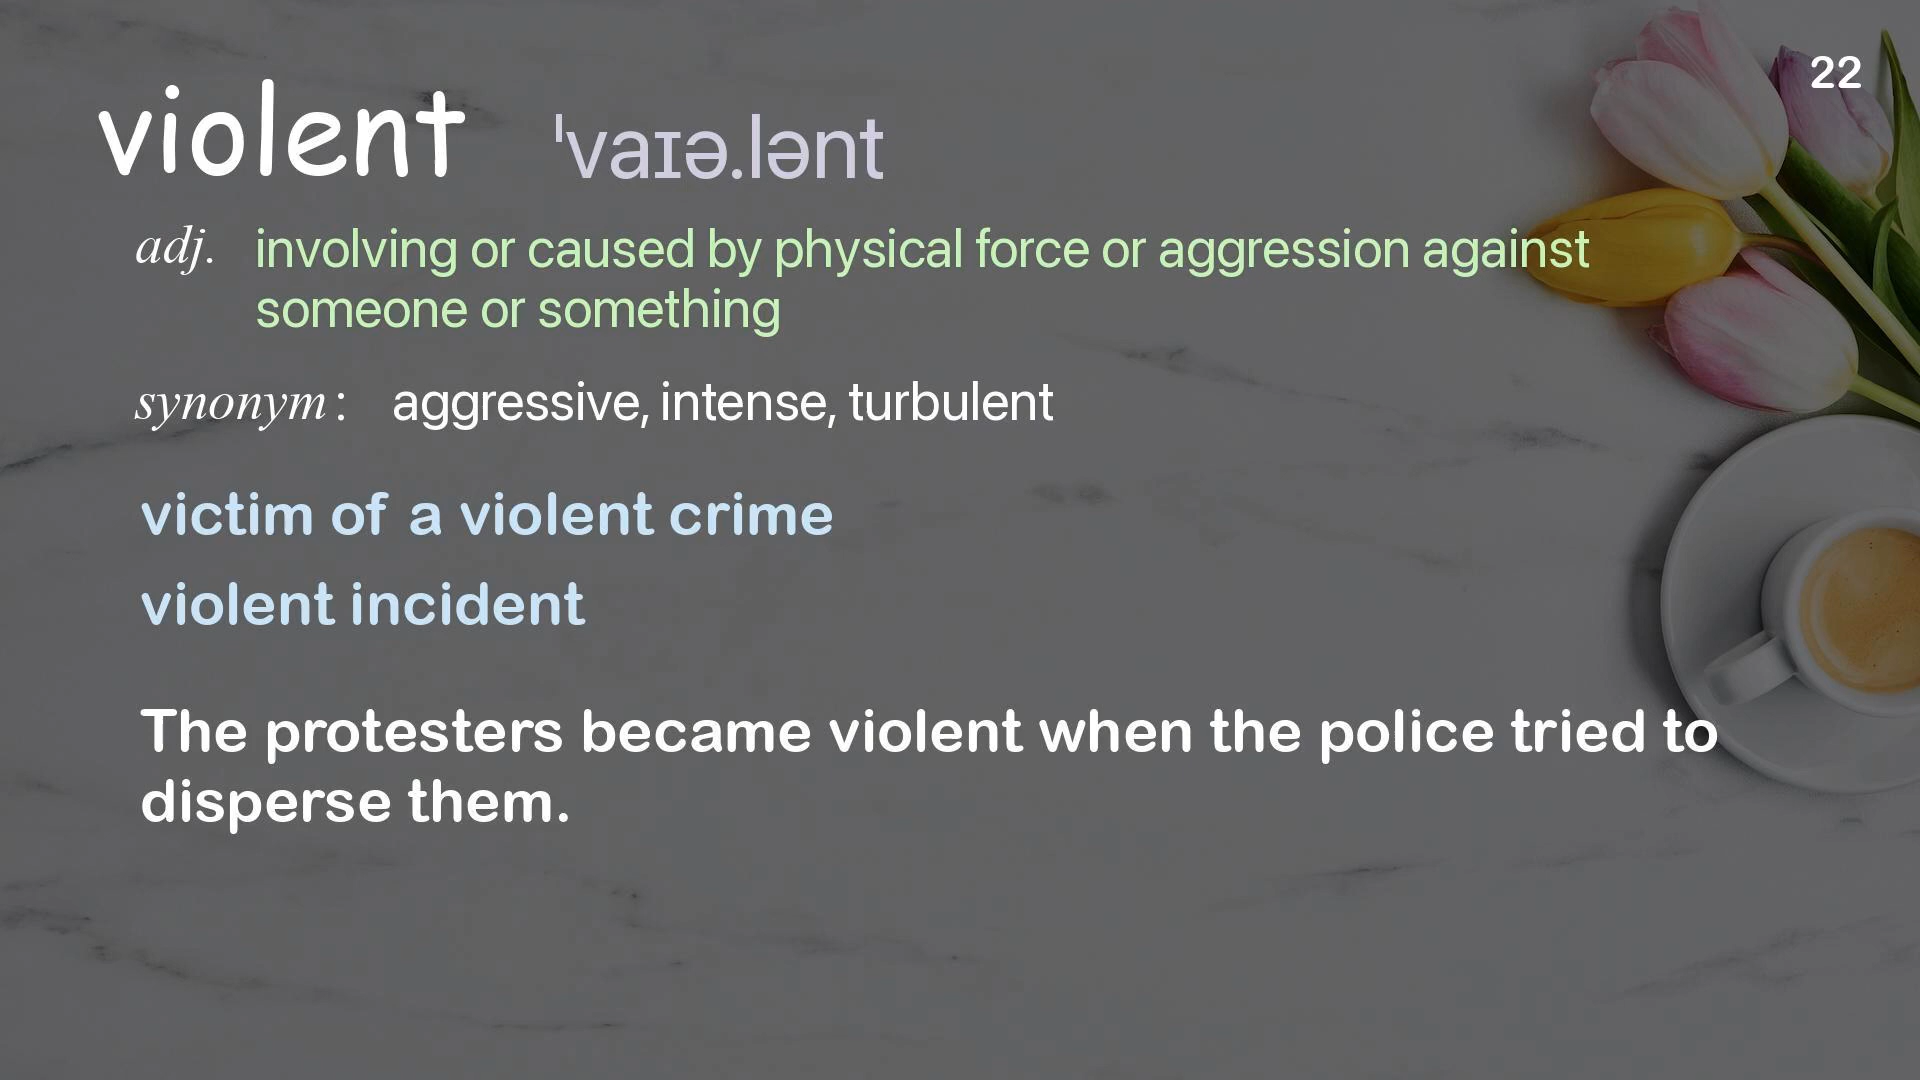 22
violent ˈvaɪə.lənt
adj. involving or caused by physical force or aggression against
someone or something
synonym: aggressive, intense, turbulent
victim of a violent crime
violent incident
The protesters became violent when the police tried to
disperse them.